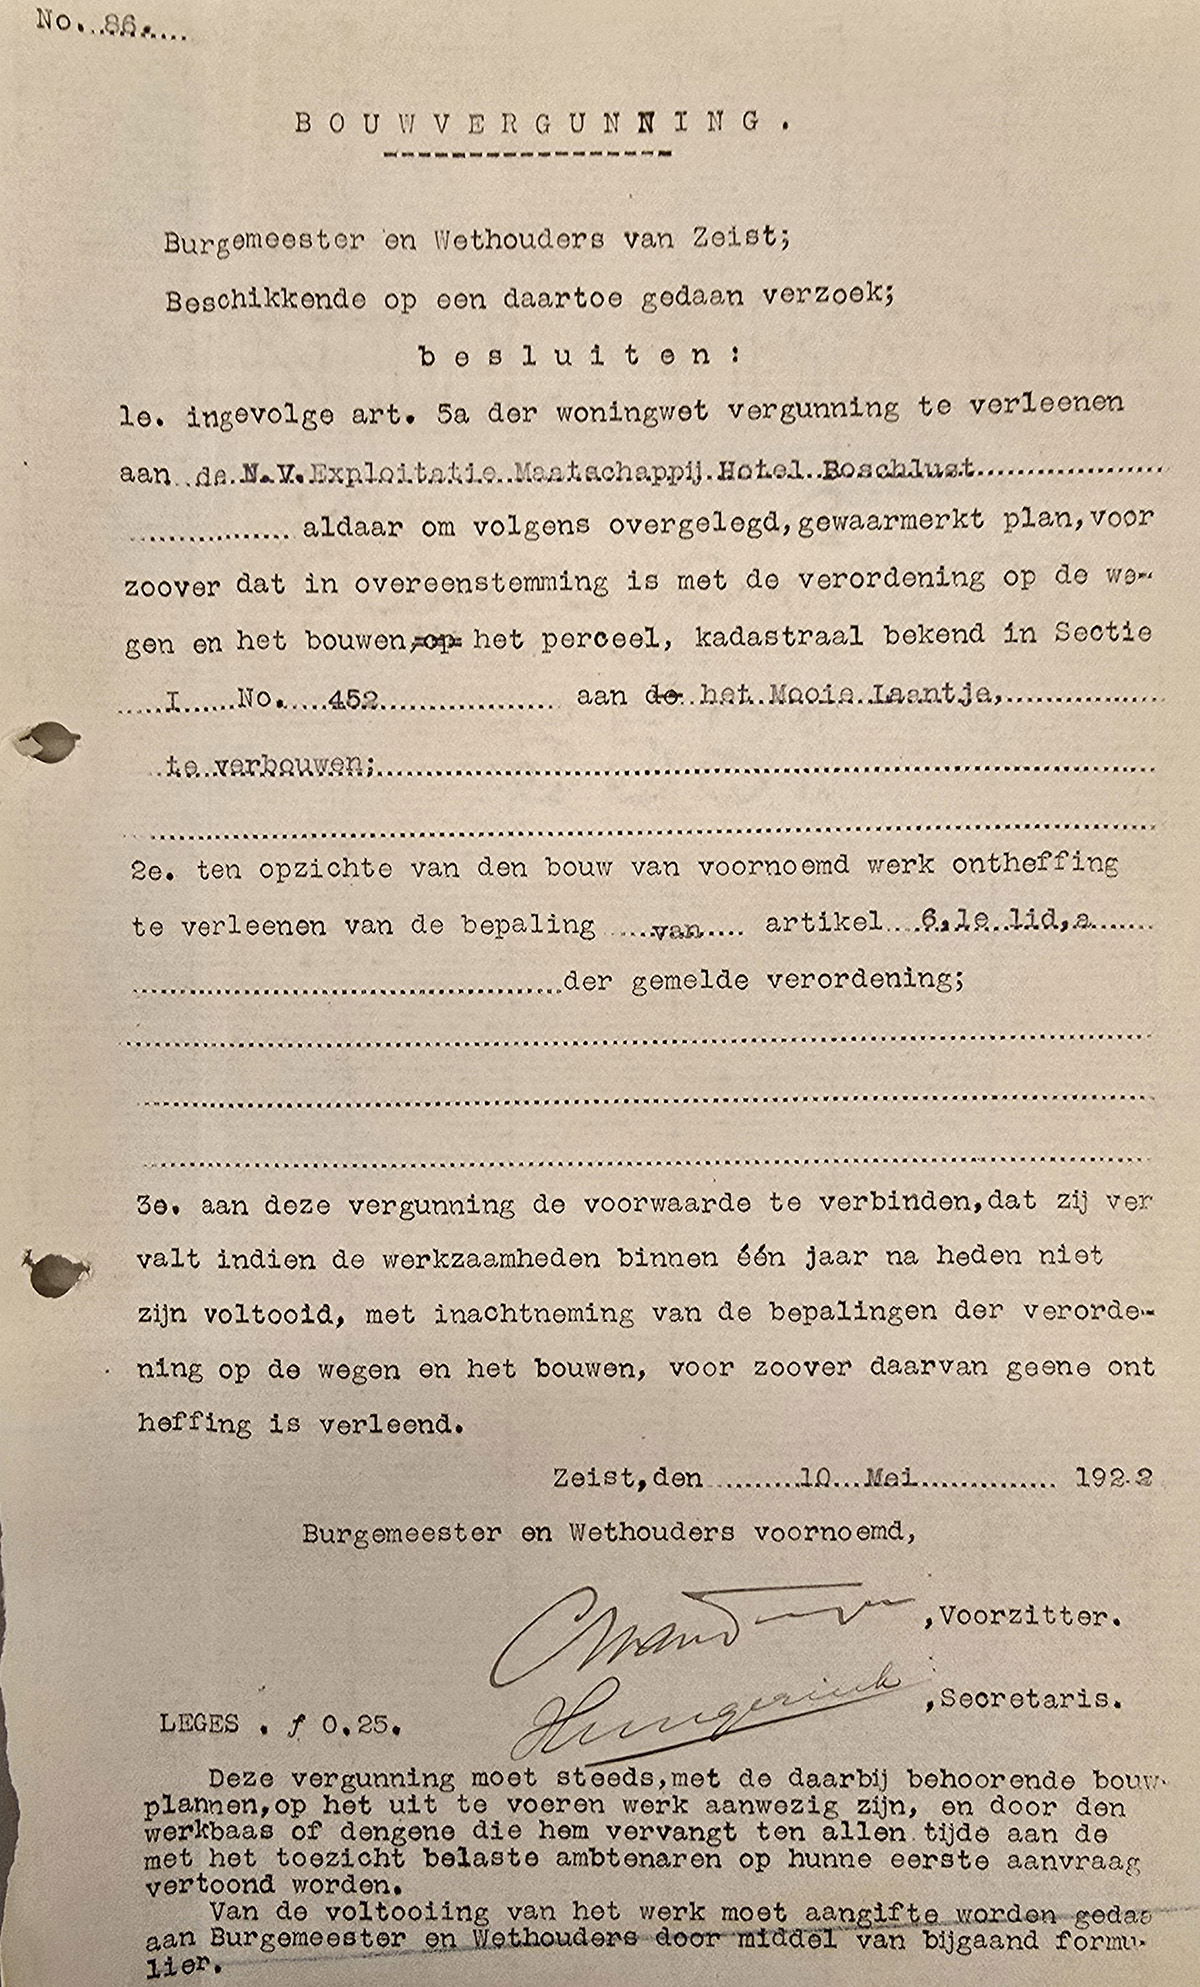 No. 86.
BOUWVERGUNNING.
Burgemeester en Wethouders van Zeist;
Beschikkende op een daartoe gedaan verzoek;
besluiten:
1e. ingevolge art. 5a der woningwet vergunning te verleenen
aan de N.V. Exploitatie Maatschappij Hotel Boschlust
aldaar om volgens overgelegd, gewaarmerkt plan, voor
zoover dat in overeenstemming is met de verordening op de we-
gen en het bouwen, op het perceel, kadastraal bekend in Sectie
I No. 452 aan de het Mooie Laantje,
te verbouwen;
2e. ten opzichte van den bouw van voornoemd werk ontheffing
te verleenen van de bepaling van artikel 6, 1e lid, a
der gemelde verordening;
3e. aan deze vergunning de voorwaarde te verbinden, dat zij ver
valt indien de werkzaamheden binnen één jaar na heden niet
zijn voltooid, met inachtneming van de bepalingen der verorde-
ning op de wegen en het bouwen, voor zoover daarvan geene ont
heffing is verleend.
Zeist, den 10 Mei 1922
Burgemeester en Wethouders voornoemd,
, Voorzitter.
, Secretaris.
LEGES . f 0.25.
Deze vergunning moet steeds, met de daarbij behoorende bouw-
plannen, op het uit te voeren werk aanwezig zijn, en door den
werkbaas of dengene die hem vervangt ten allen tijde aan de
met het toezicht belaste ambtenaren op hunne eerste aanvraag
vertoond worden.
Van de voltooiing van het werk moet aangifte worden gedaa
aan Burgemeester en Wethouders door middel van bijgaand formu-
lier.